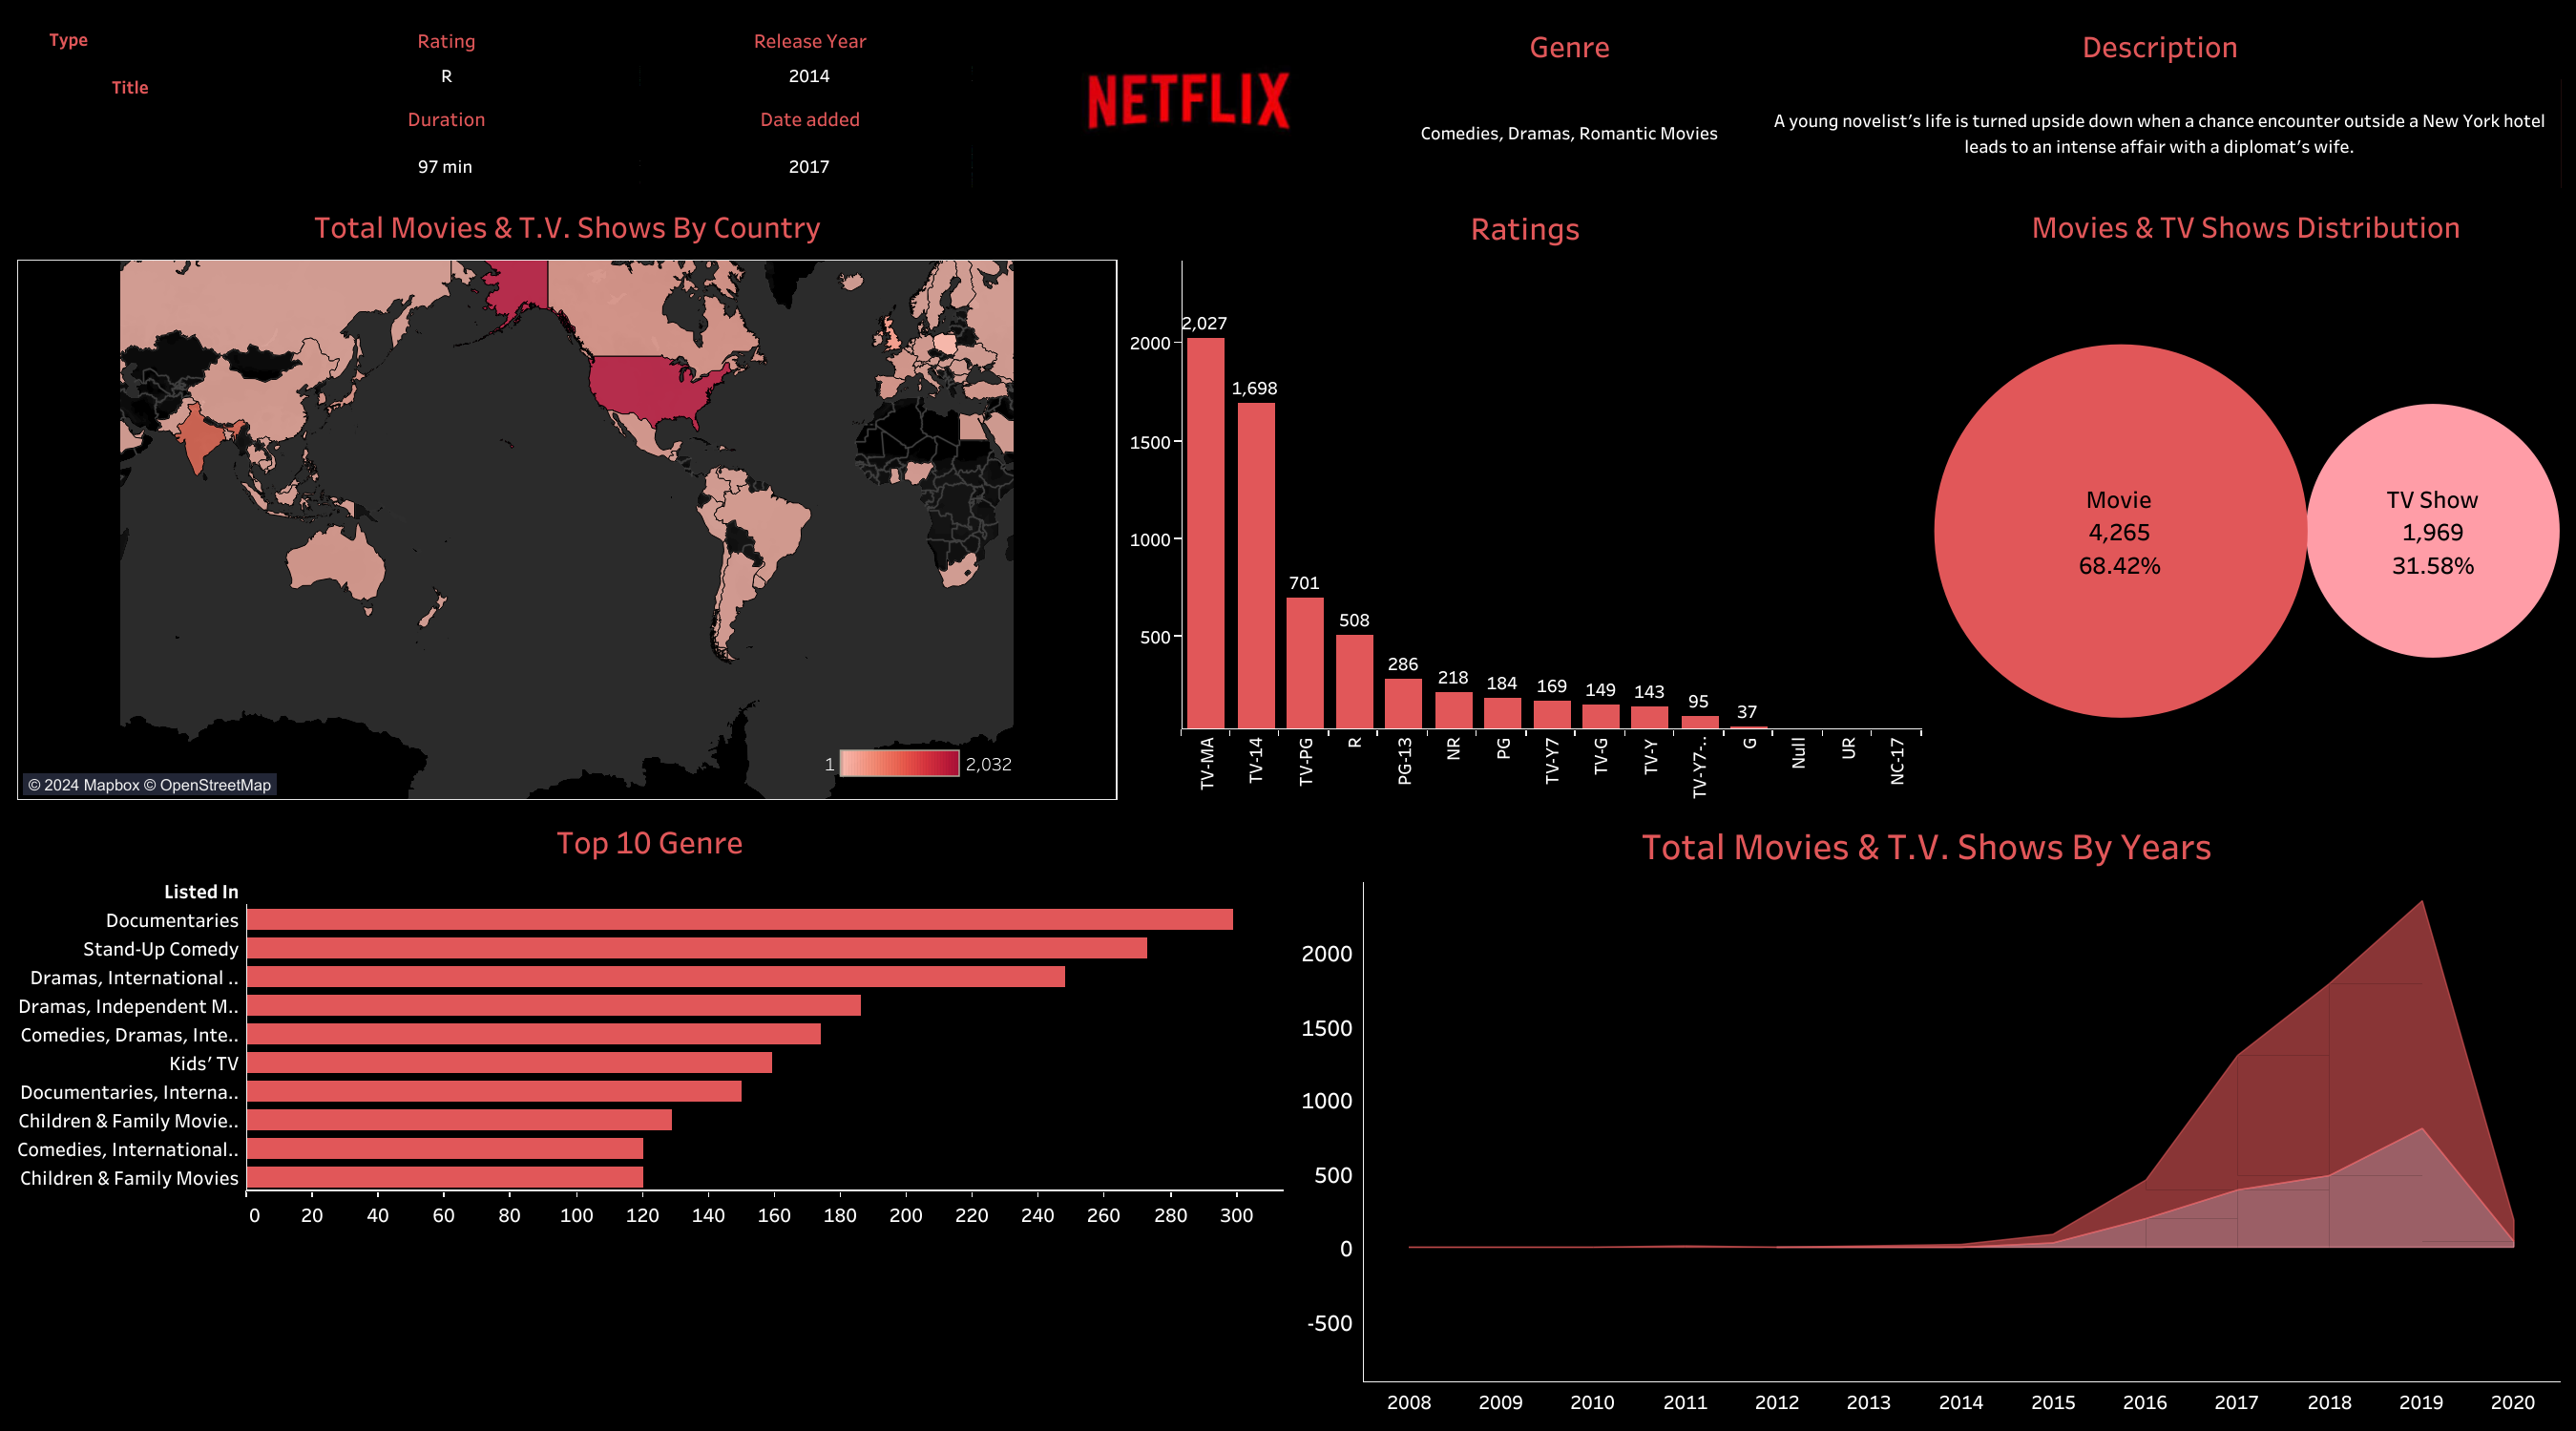 Type
Title
Rating
R
Duration
97 min
Release Year
2014
Date added
2017
NETFLIX
Genre
Comedies, Dramas, Romantic Movies
Description
A young novelist’s life is turned upside down when a chance encounter outside a New York hotel
leads to an intense affair with a diplomat’s wife.
Total Movies & T.V. Shows By Country
1
2,032
© 2024 Mapbox © OpenStreetMap
Ratings
2000
1500
1000
500
2,027
1,698
701
508
286
218
184
169
149
143
95
37
TV-MA
TV-14
TV-PG
R
PG-13
NR
PG
TV-Y7
TV-G
TV-Y
TV-Y7-..
G
Null
UR
NC-17
Movies & TV Shows Distribution
Movie
4,265
68.42%
TV Show
1,969
31.58%
Top 10 Genre
Listed In
Documentaries
Stand-Up Comedy
Dramas, International ..
Dramas, Independent M..
Comedies, Dramas, Inte..
Kids’ TV
Documentaries, Interna..
Children & Family Movie..
Comedies, International..
Children & Family Movies
0 20 40 60 80 100 120 140 160 180 200 220 240 260 280 300
Total Movies & T.V. Shows By Years
2000
1500
1000
500
0
-500
2008 2009 2010 2011 2012 2013 2014 2015 2016 2017 2018 2019 2020